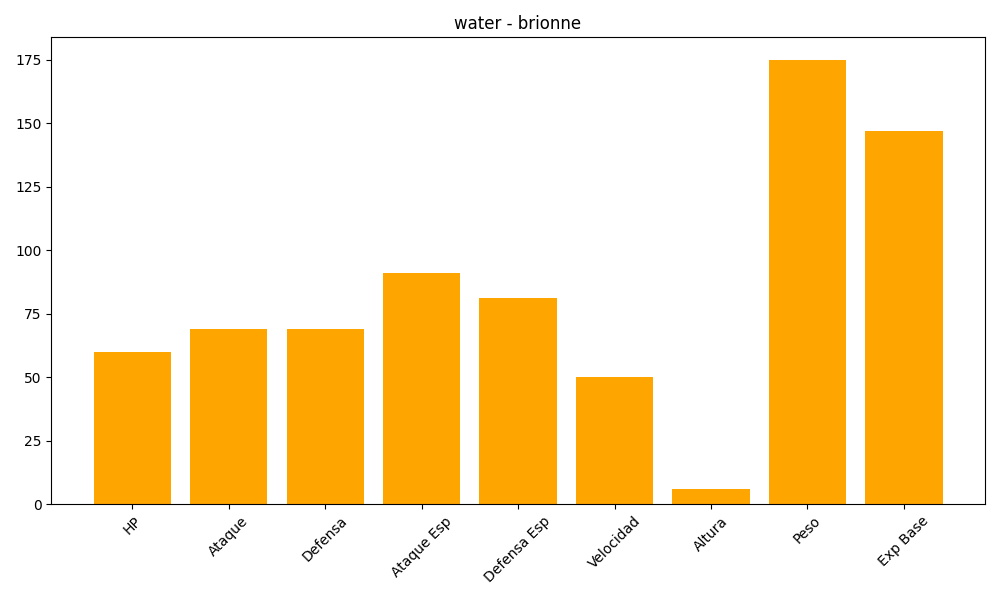 water - brionne
175
150
125
100
75
50
25
0
HP
Ataque
Defensa
Ataque Esp
Defensa Esp
Velocidad
Altura
Peso
Exp Base